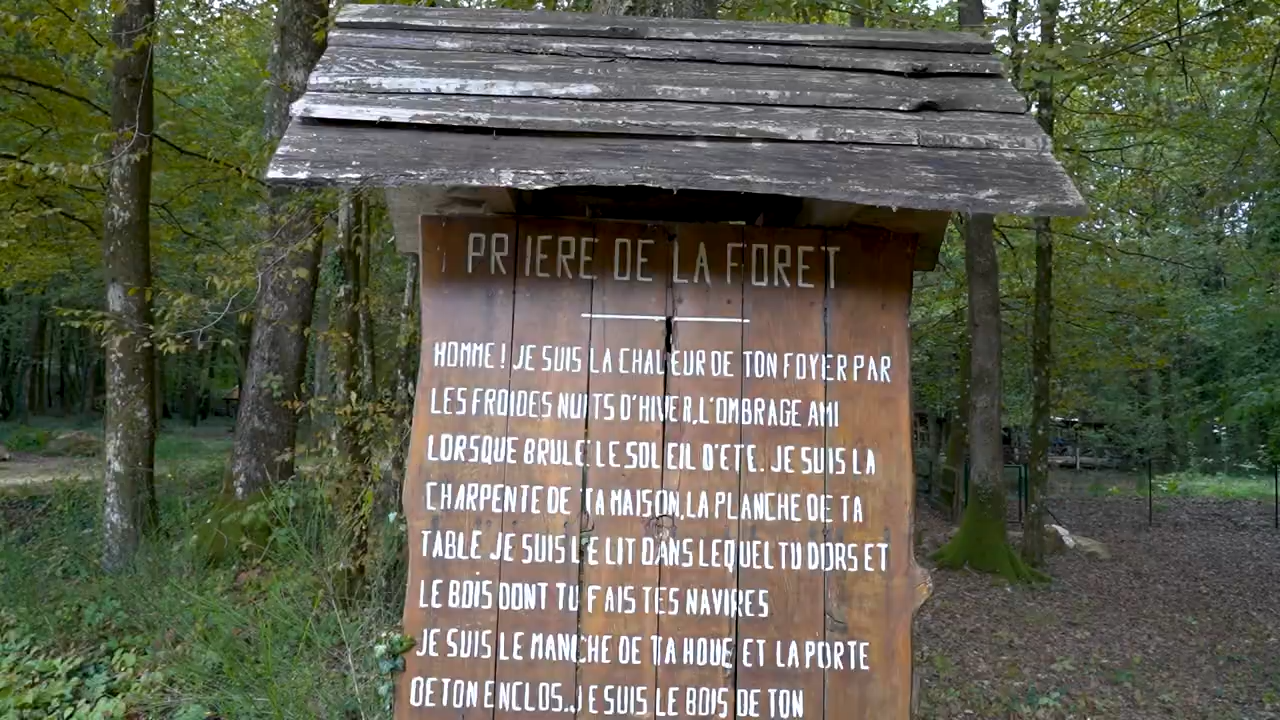 PRIERE DE LA FORET
HOMME ! JE SUIS LA CHALEUR DE TON FOYER PAR
LES FROIDES NUITS D'HIVER, L'OMBRAGE AMI
LORSQUE BRULE LE SOLEIL D'ETE. JE SUIS LA
CHARPENTE DE TA MAISON, LA PLANCHE DE TA
TABLE JE SUIS LE LIT DANS LEQUEL TU DORS ET
LE BOIS DONT TU FAIS TES NAVIRES
JE SUIS LE MANCHE DE TA HOUE ET LA PORTE
DE TON ENCLOS. JE SUIS LE BOIS DE TON